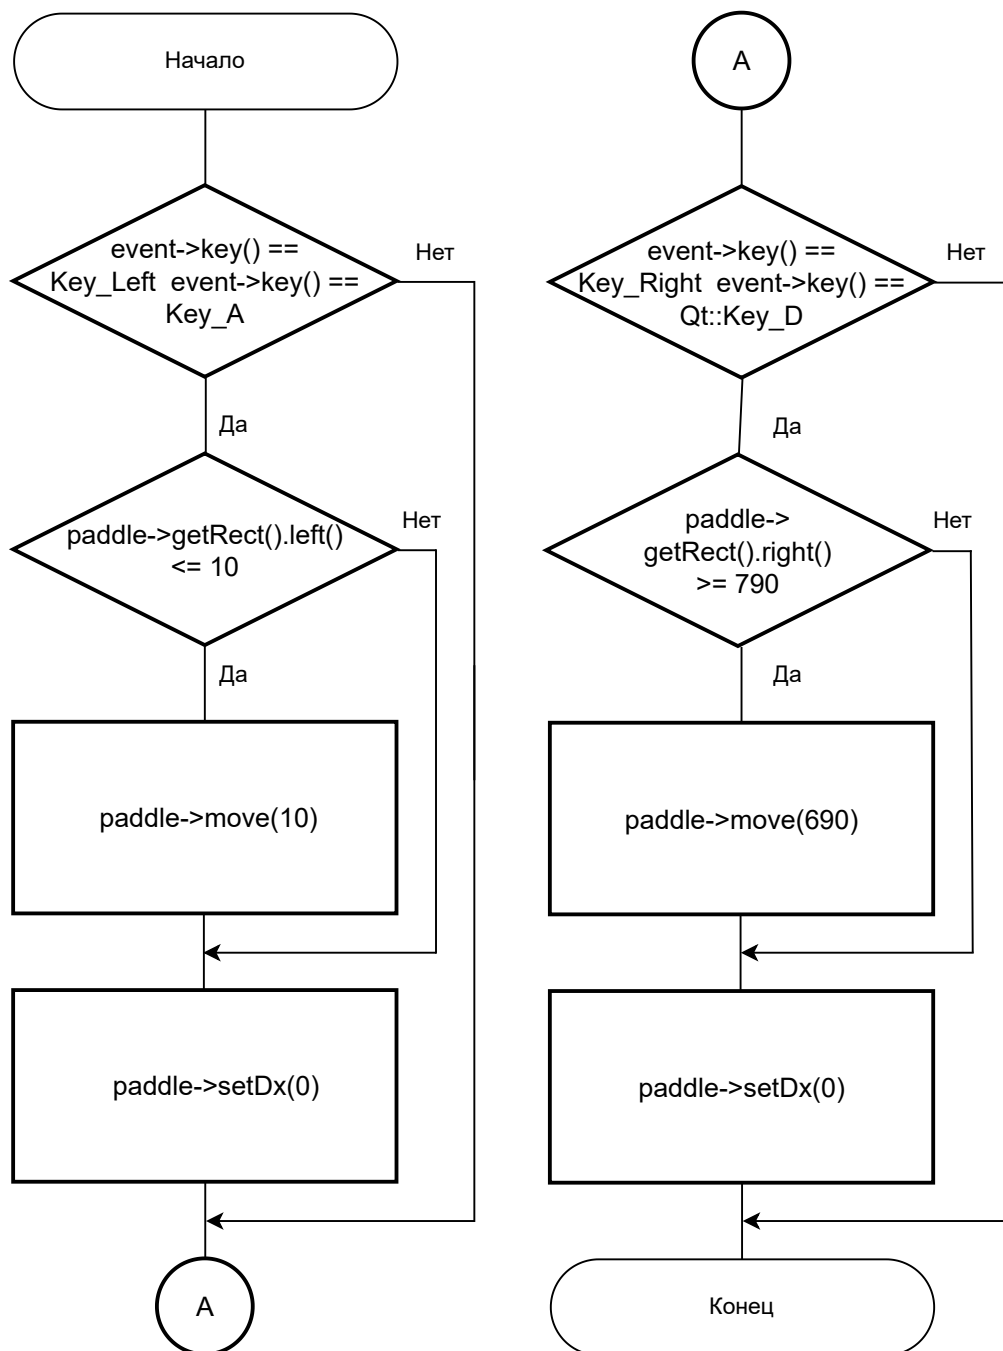 Начало
event->key() ==
Key_Left event->key() ==
Key_A
Нет
Да
paddle->getRect().left()
<= 10
Нет
Да
paddle->move(10)
paddle->setDx(0)
A
A
event->key() ==
Key_Right event->key() ==
Qt::Key_D
Нет
Да
paddle->
getRect().right()
>= 790
Нет
Да
paddle->move(690)
paddle->setDx(0)
Конец